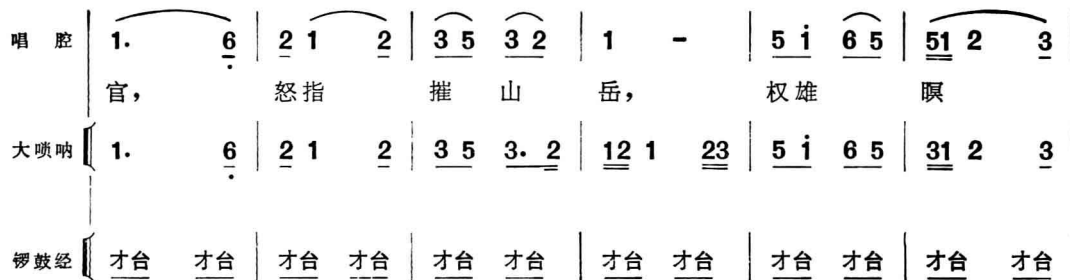 唱腔 1. 6 | 2 1 2 | 3 5 3 2 | 1 - | 5 i 6 5 | 51 2 3
官， 怒指 摧 山 岳， 权雄 暝
大唢呐 1. 6 | 2 1 2 | 3 5 3. 2 | 12 1 23 | 5 i 6 5 | 31 2 3
锣鼓经 才台 才台 | 才台 才台 | 才台 才台 | 才台 才台 | 才台 才台 | 才台 才台